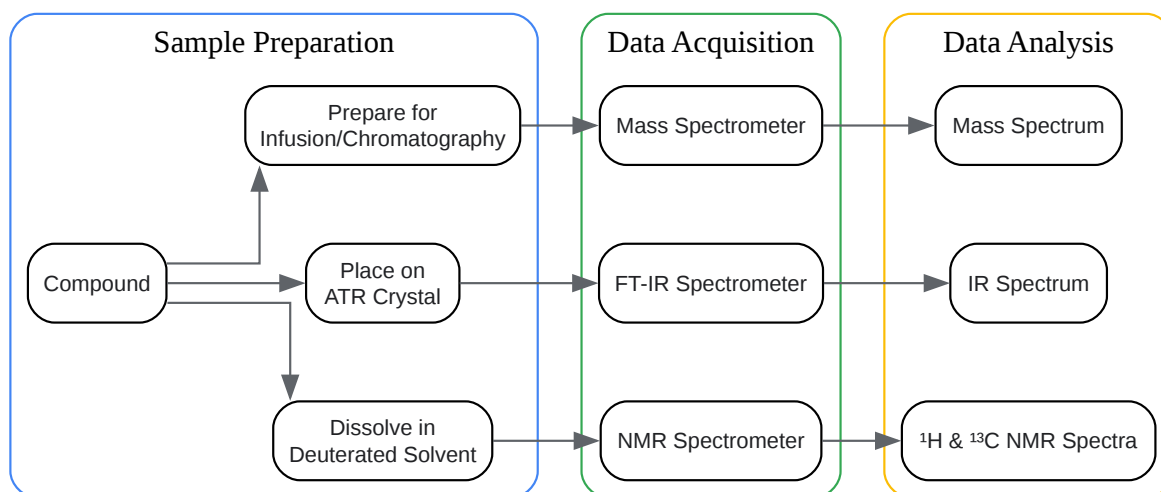 Sample Preparation
Data Acquisition
Data Analysis
Prepare for
Infusion/Chromatography
Mass Spectrometer
Mass Spectrum
Compound
Place on
ATR Crystal
FT-IR Spectrometer
IR Spectrum
Dissolve in
Deuterated Solvent
NMR Spectrometer
¹H & ¹³C NMR Spectra